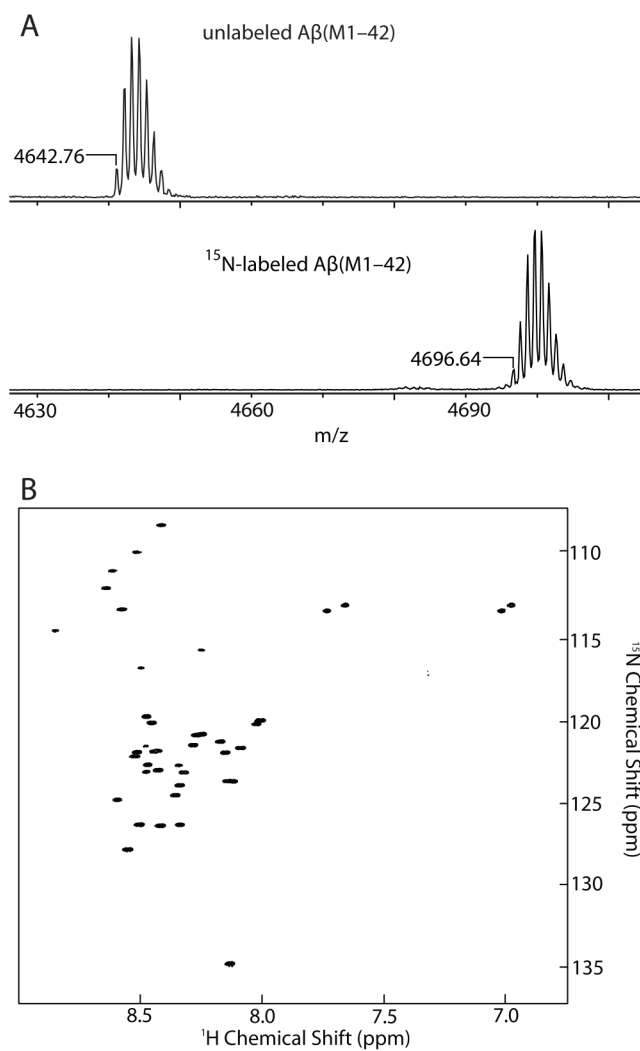 A
unlabeled Aβ(M1–42)
4642.76
¹⁵N-labeled Aβ(M1–42)
4696.64
4630 4660 4690
m/z
B
110
115
120
125
130
135
¹⁵N Chemical Shift (ppm)
8.5 8.0 7.5 7.0
¹H Chemical Shift (ppm)